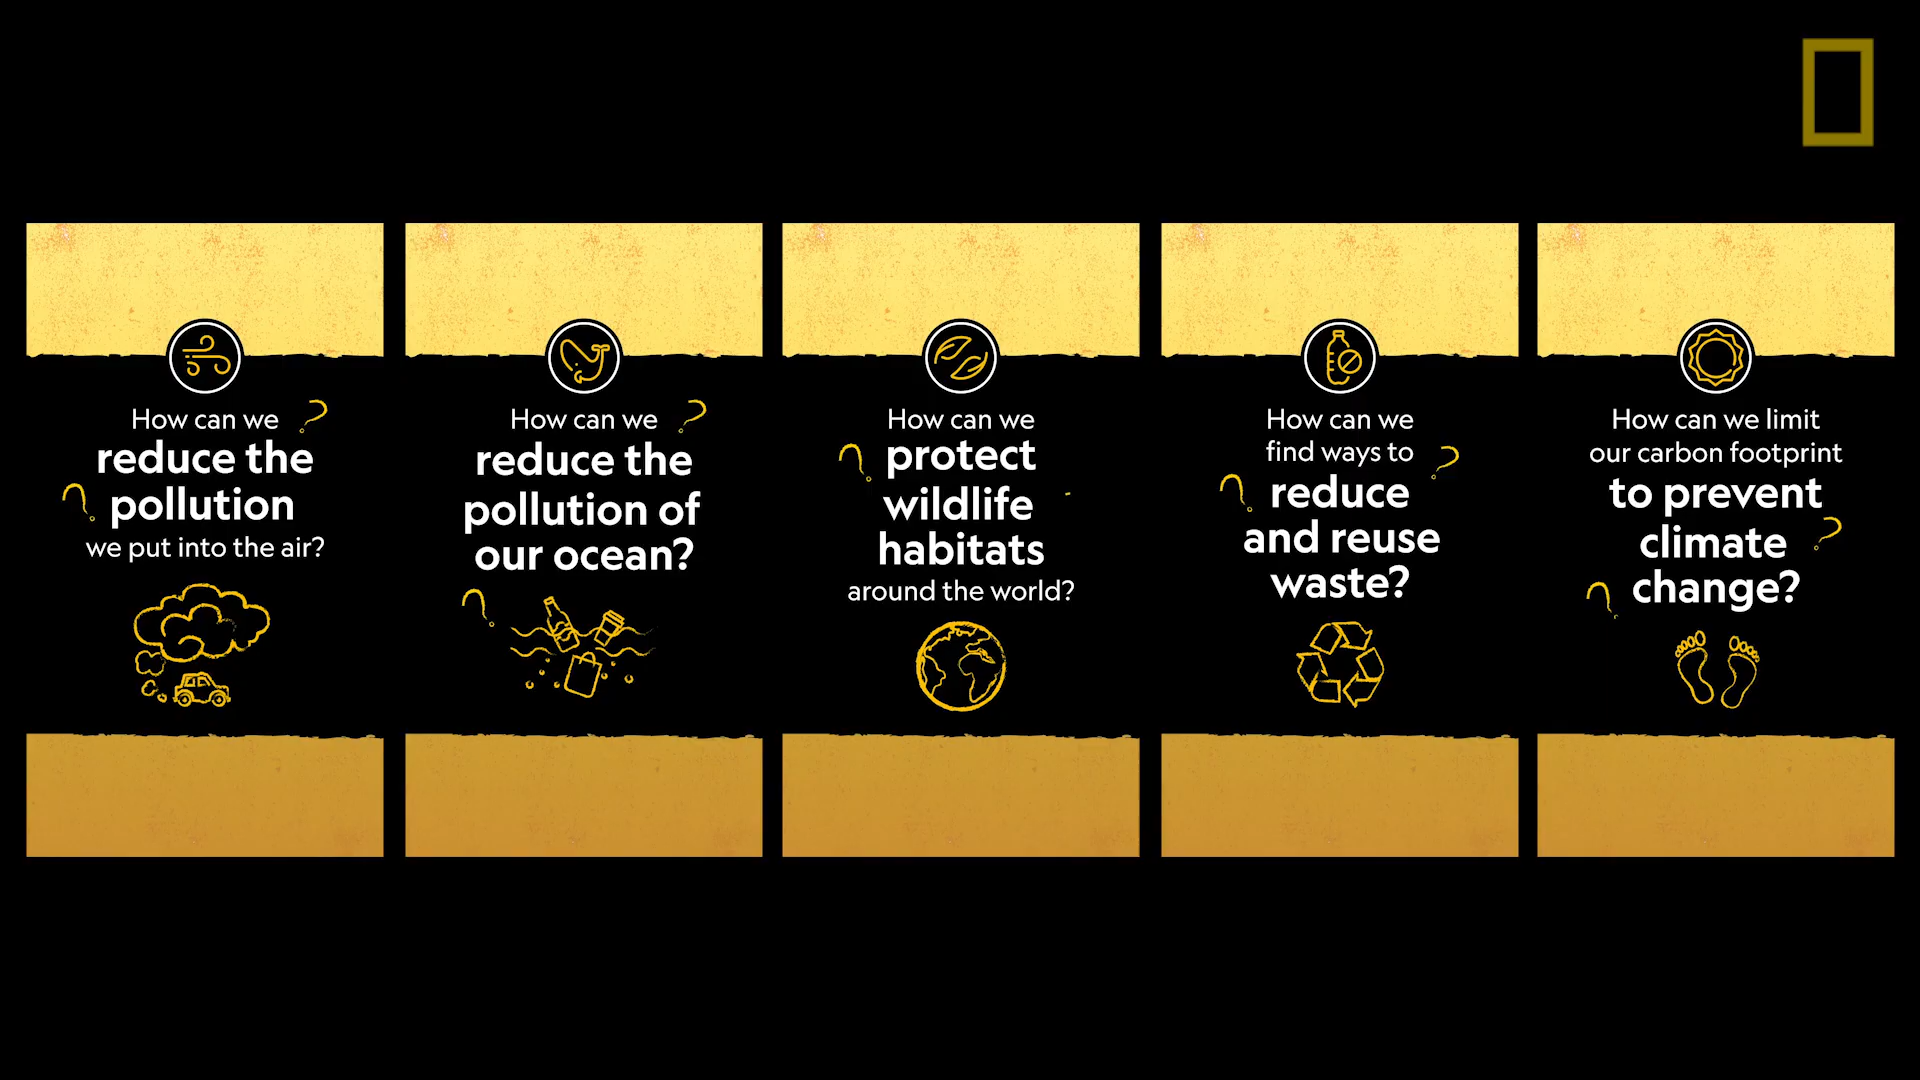 How can we
reduce the
pollution
we put into the air?
How can we
reduce the
pollution of
our ocean?
How can we
protect
wildlife
habitats
around the world?
How can we
find ways to
reduce
and reuse
waste?
How can we limit
our carbon footprint
to prevent
climate
change?